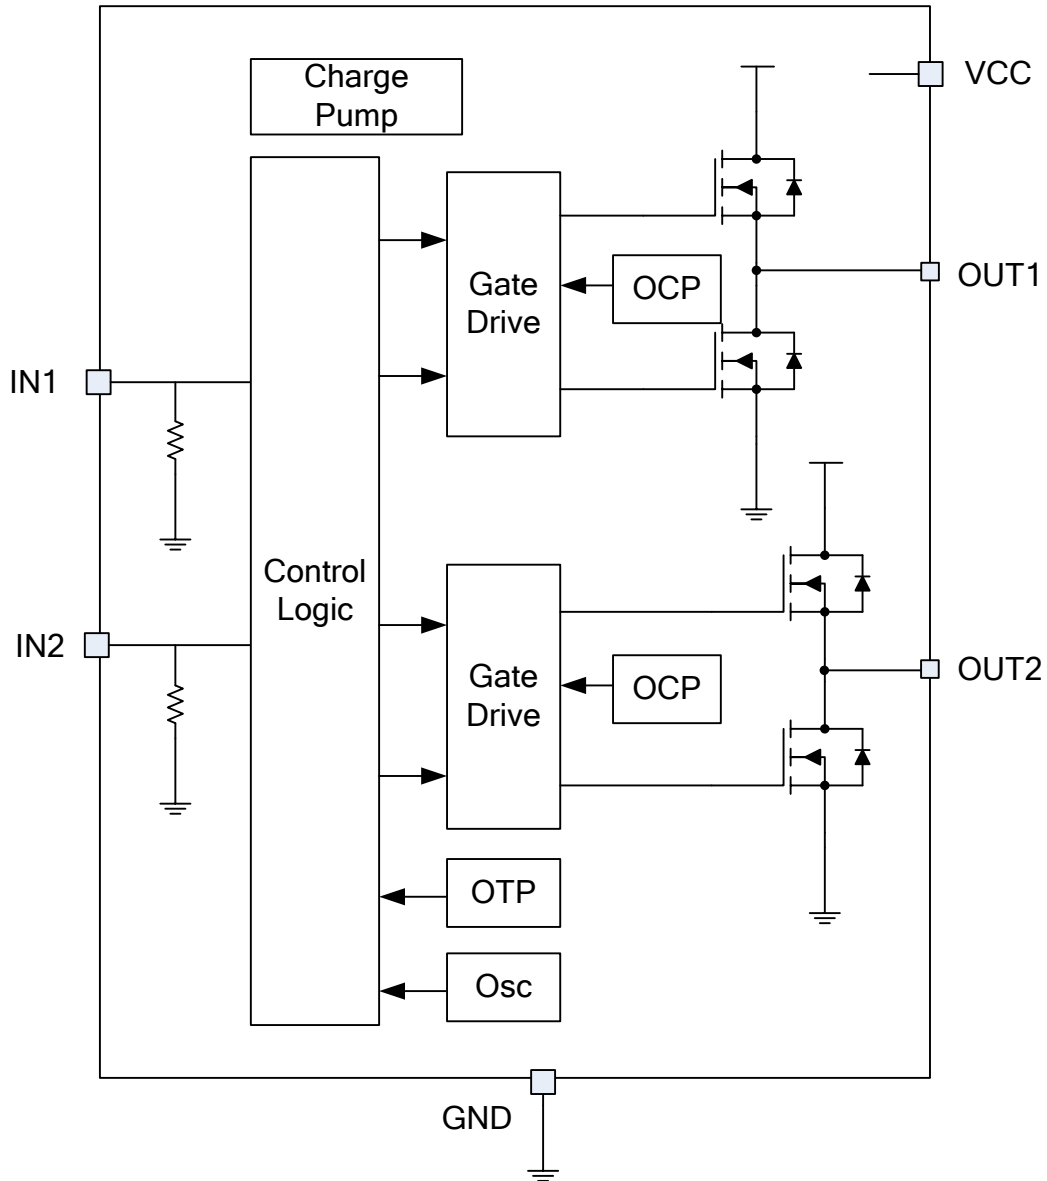 Charge
Pump
VCC
Gate
Drive
OCP
OUT1
IN1
Control
Logic
IN2
Gate
Drive
OCP
OUT2
OTP
Osc
GND